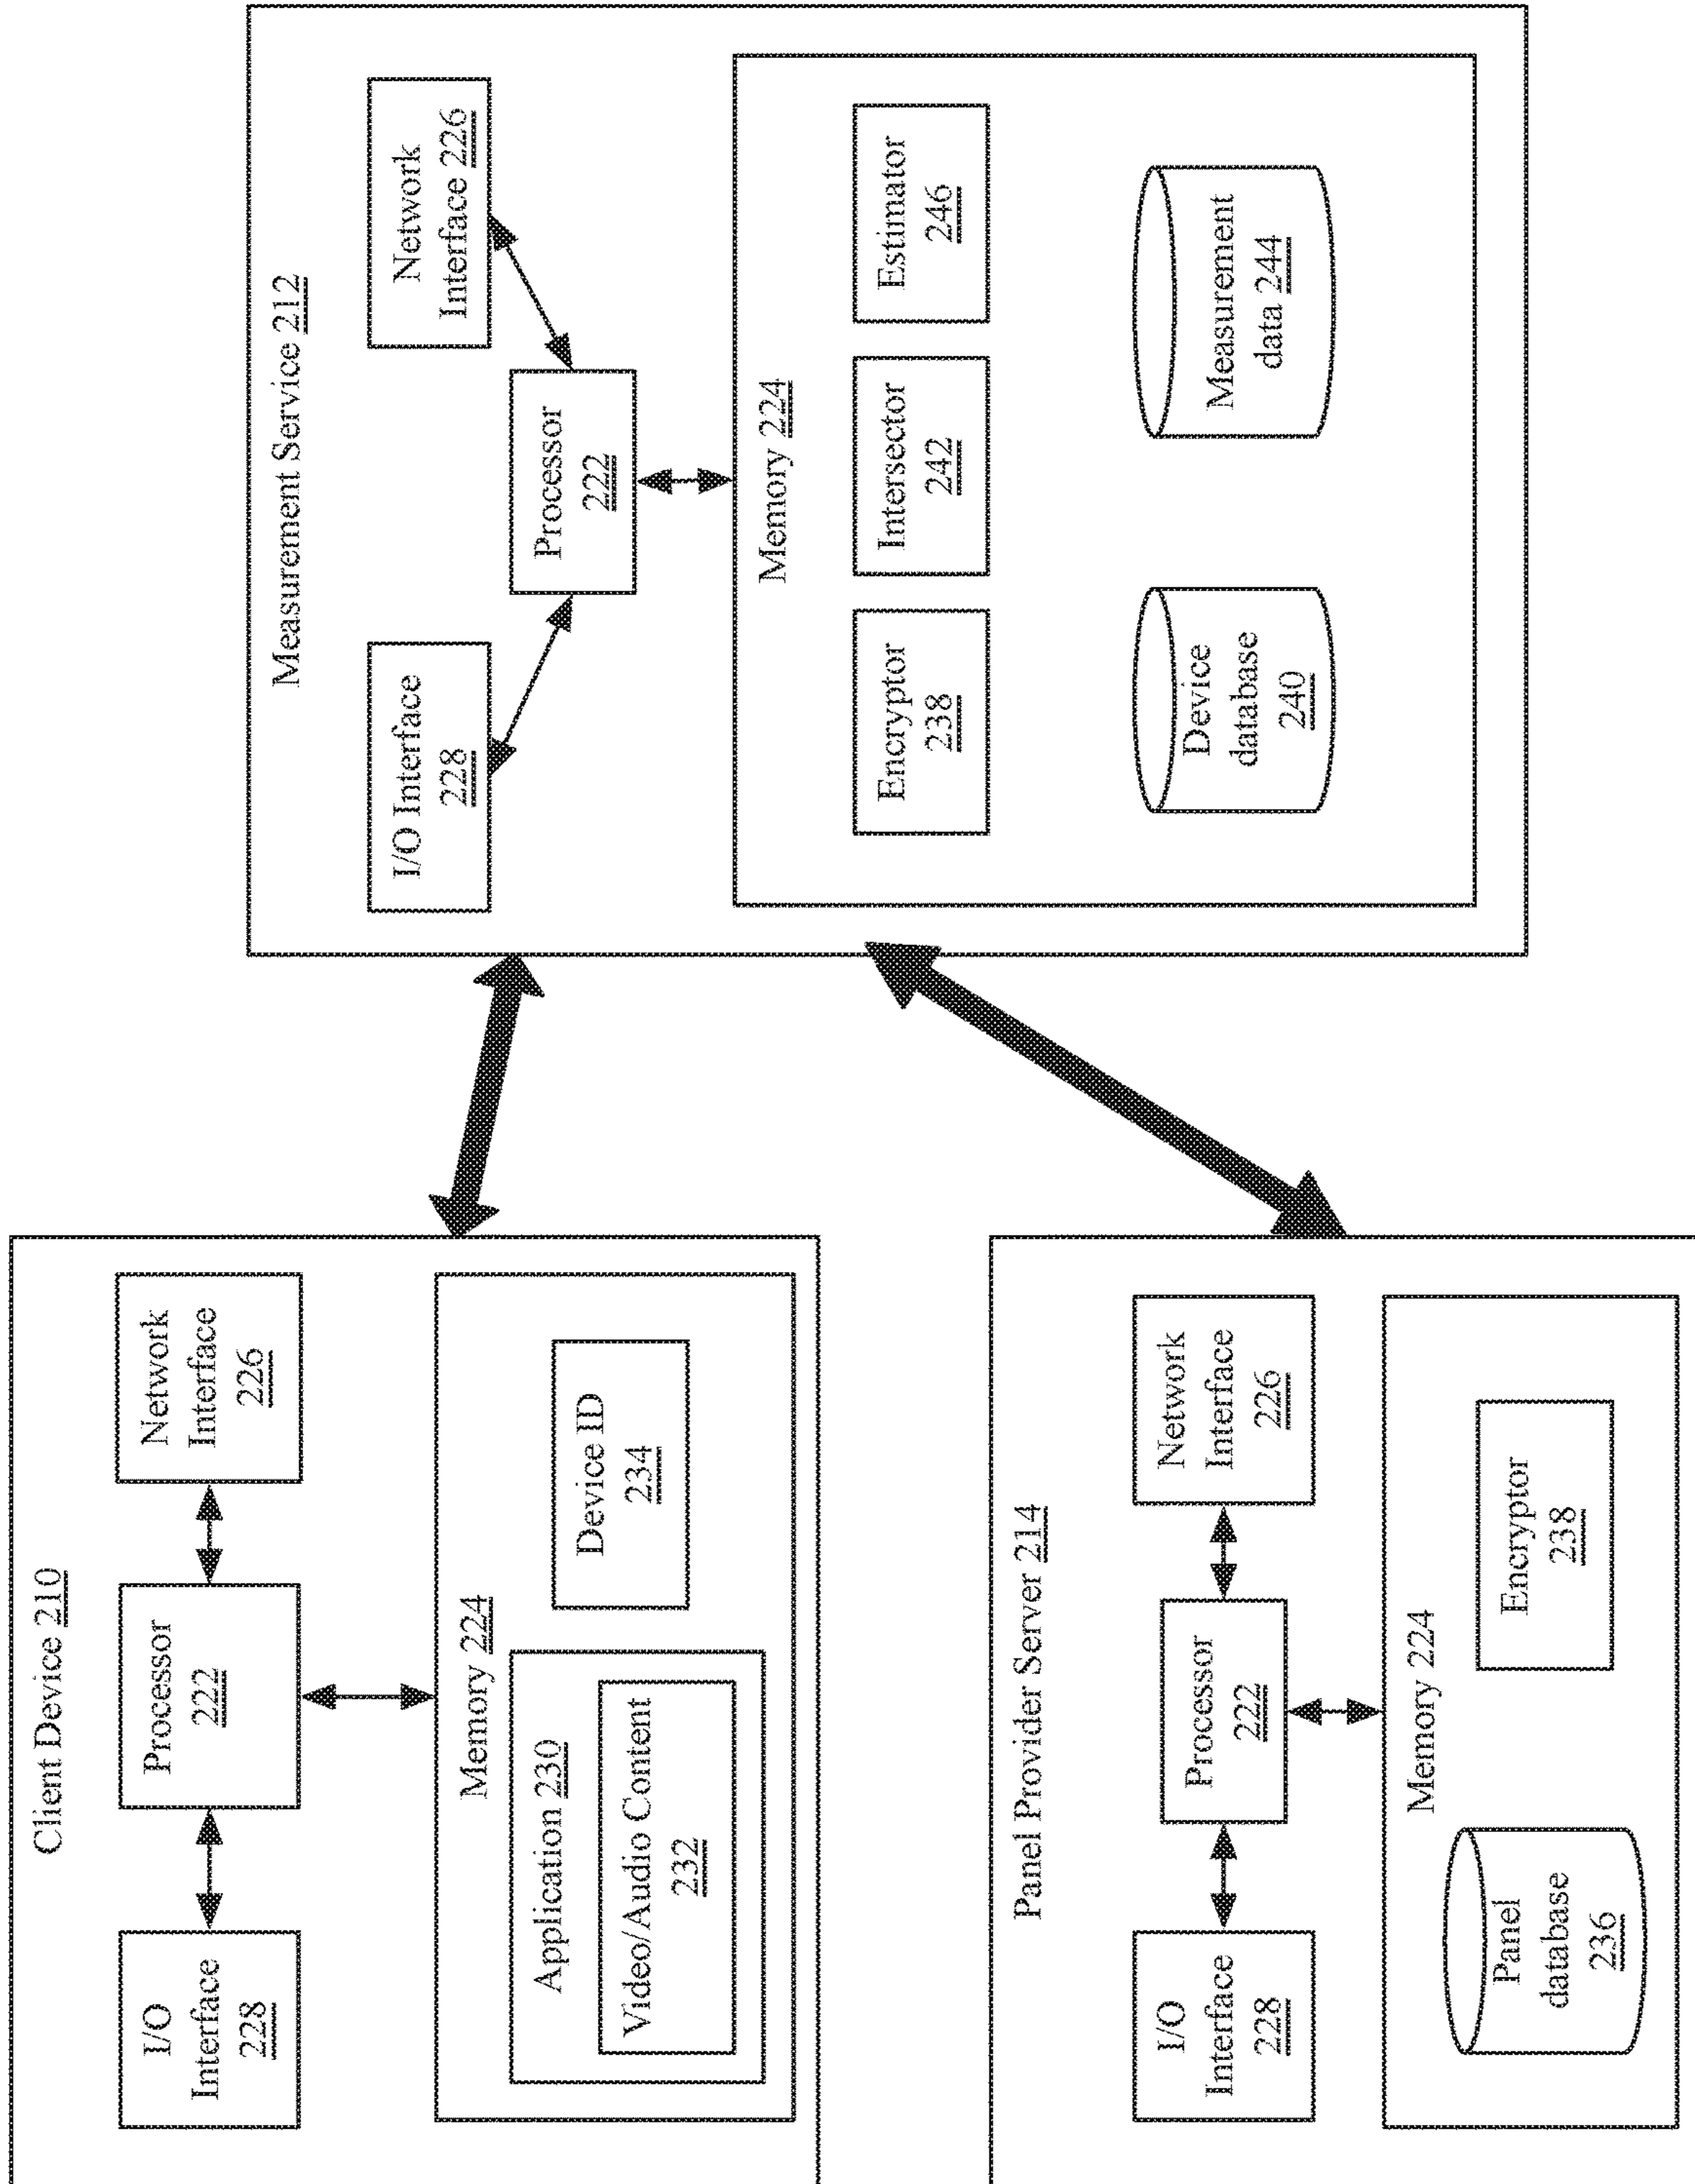 Client Device 210
I/O
Interface
228
Processor
222
Network
Interface
226
Memory 224
Application 230
Video/Audio Content
232
Device ID
234
Panel Provider Server 214
I/O
Interface
228
Processor
222
Network
Interface
226
Memory 224
Panel
database
236
Encryptor
238
Measurement Service 212
I/O Interface
228
Network
Interface 226
Processor
222
Memory 224
Encryptor
238
Intersector
242
Estimator
246
Device
database
240
Measurement
data 244